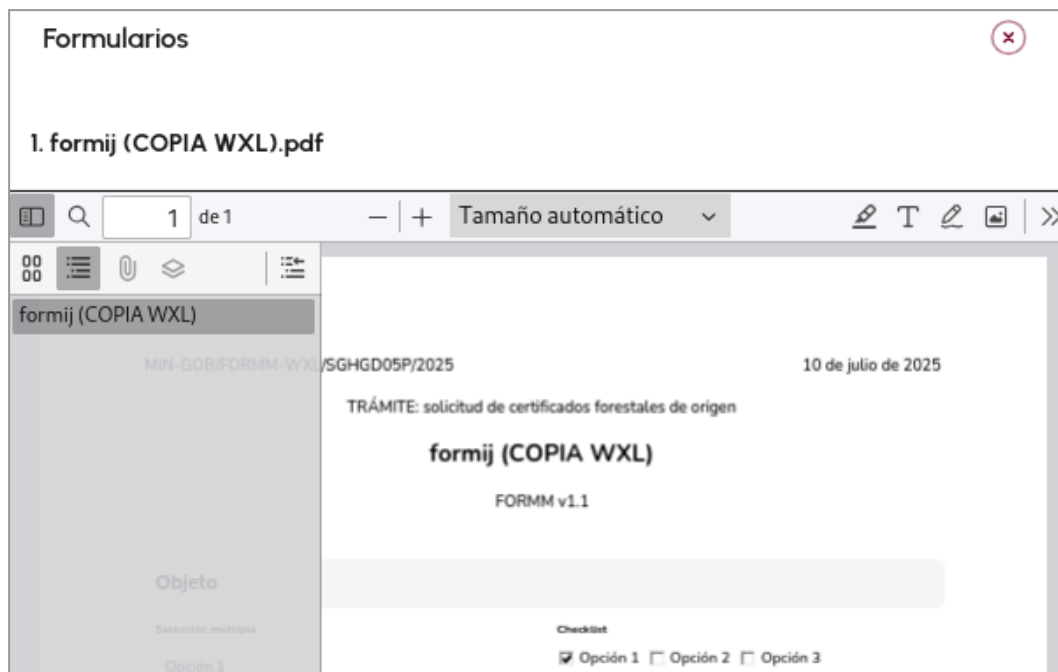 Formularios
1. formij (COPIA WXL).pdf
1 de 1 Tamaño automático
formij (COPIA WXL)
MIN-GOB/FORMM-WXL/SGHGD05P/2025 10 de julio de 2025
TRÁMITE: solicitud de certificados forestales de origen
formij (COPIA WXL)
FORMM v1.1
Objeto
Selección múltiple Checklist
Opción 1 Opción 1 Opción 2 Opción 3